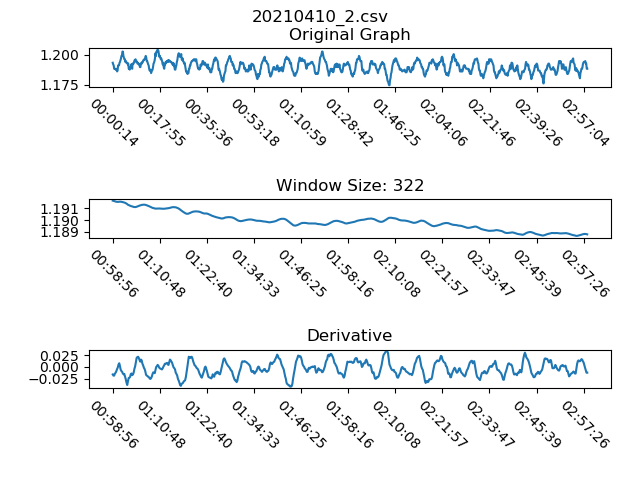 20210410_2.csv
Original Graph
1.200
1.175
00:00:14 00:17:55 00:35:36 00:53:18 01:10:59 01:28:42 01:46:25 02:04:06 02:21:46 02:39:26 02:57:04
Window Size: 322
1.191
1.190
1.189
00:58:56 01:10:48 01:22:40 01:34:33 01:46:25 01:58:16 02:10:08 02:21:57 02:33:47 02:45:39 02:57:26
Derivative
0.025
0.000
−0.025
00:58:56 01:10:48 01:22:40 01:34:33 01:46:25 01:58:16 02:10:08 02:21:57 02:33:47 02:45:39 02:57:26